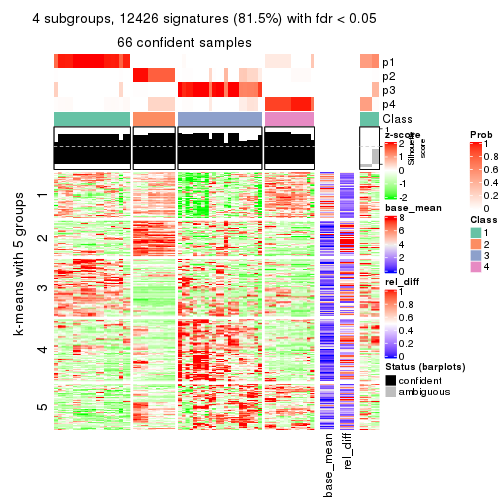 4 subgroups, 12426 signatures (81.5%) with fdr < 0.05
66 confident samples
p1
p2
p3
p4
Class
1
Silhouette
score
z-score
2
1
0
-1
-2
base_mean
8
6
4
2
0
rel_diff
1
0.8
0.6
0.4
0.2
0
Status (barplots)
confident
ambiguous
Prob
1
0.8
0.6
0.4
0.2
0
Class
1
2
3
4
k-means with 5 groups
1
2
3
4
5
base_mean
rel_diff